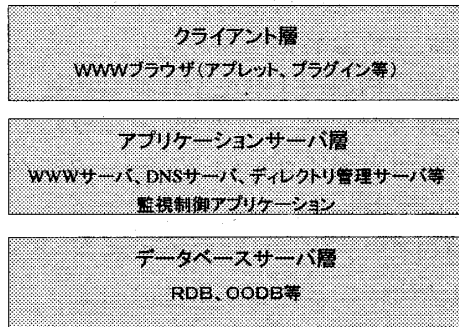 クライアント層
WWWブラウザ(アプレット、プラグイン等)
アプリケーションサーバ層
WWWサーバ、DNSサーバ、ディレクトリ管理サーバ等
監視制御アプリケーション
データベースサーバ層
RDB、OODB等